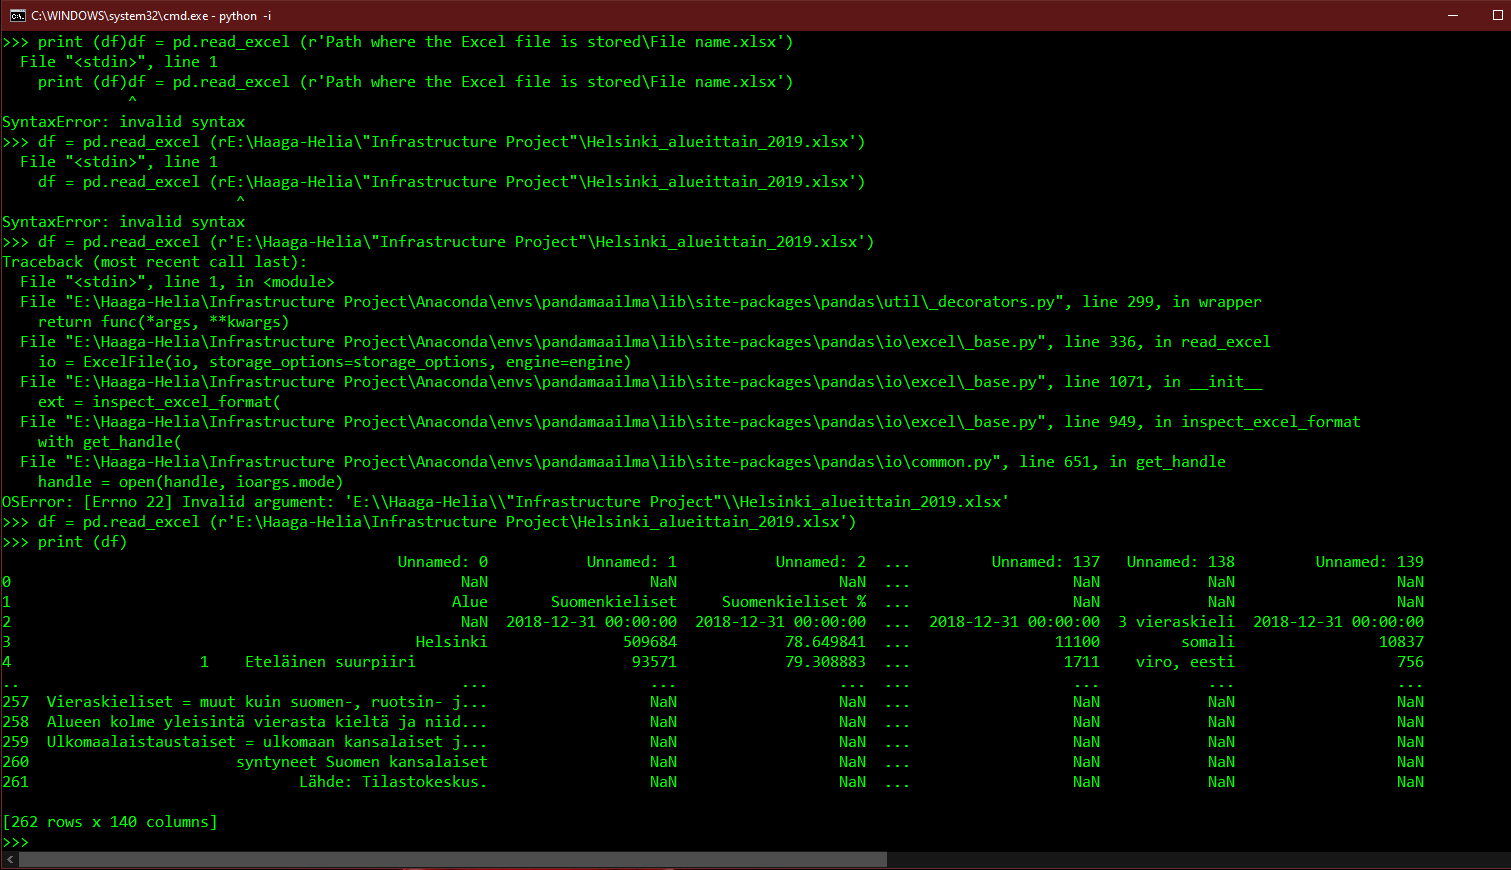 C:\WINDOWS\system32\cmd.exe - python  -i
>>> print (df)df = pd.read_excel (r'Path where the Excel file is stored\File name.xlsx')
  File "<stdin>", line 1
    print (df)df = pd.read_excel (r'Path where the Excel file is stored\File name.xlsx')
              ^
SyntaxError: invalid syntax
>>> df = pd.read_excel (rE:\Haaga-Helia\"Infrastructure Project"\Helsinki_alueittain_2019.xlsx')
  File "<stdin>", line 1
    df = pd.read_excel (rE:\Haaga-Helia\"Infrastructure Project"\Helsinki_alueittain_2019.xlsx')
                          ^
SyntaxError: invalid syntax
>>> df = pd.read_excel (r'E:\Haaga-Helia\"Infrastructure Project"\Helsinki_alueittain_2019.xlsx')
Traceback (most recent call last):
  File "<stdin>", line 1, in <module>
  File "E:\Haaga-Helia\Infrastructure Project\Anaconda\envs\pandamaailma\lib\site-packages\pandas\util\_decorators.py", line 299, in wrapper
    return func(*args, **kwargs)
  File "E:\Haaga-Helia\Infrastructure Project\Anaconda\envs\pandamaailma\lib\site-packages\pandas\io\excel\_base.py", line 336, in read_excel
    io = ExcelFile(io, storage_options=storage_options, engine=engine)
  File "E:\Haaga-Helia\Infrastructure Project\Anaconda\envs\pandamaailma\lib\site-packages\pandas\io\excel\_base.py", line 1071, in __init__
    ext = inspect_excel_format(
  File "E:\Haaga-Helia\Infrastructure Project\Anaconda\envs\pandamaailma\lib\site-packages\pandas\io\excel\_base.py", line 949, in inspect_excel_format
    with get_handle(
  File "E:\Haaga-Helia\Infrastructure Project\Anaconda\envs\pandamaailma\lib\site-packages\pandas\io\common.py", line 651, in get_handle
    handle = open(handle, ioargs.mode)
OSError: [Errno 22] Invalid argument: 'E:\\Haaga-Helia\\"Infrastructure Project"\\Helsinki_alueittain_2019.xlsx'
>>> df = pd.read_excel (r'E:\Haaga-Helia\Infrastructure Project\Helsinki_alueittain_2019.xlsx')
>>> print (df)
                                            Unnamed: 0           Unnamed: 1           Unnamed: 2  ...         Unnamed: 137   Unnamed: 138         Unnamed: 139
0                                                  NaN                  NaN                  NaN  ...                  NaN            NaN                  NaN
1                                                 Alue        Suomenkieliset     Suomenkieliset %  ...                  NaN            NaN                  NaN
2                                                  NaN  2018-12-31 00:00:00  2018-12-31 00:00:00  ...  2018-12-31 00:00:00  3 vieraskieli  2018-12-31 00:00:00
3                                             Helsinki               509684            78.649841  ...                11100         somali                10837
4                     1    Eteläinen suurpiiri                93571            79.308883  ...                 1711    viro, eesti                  756
..                                                 ...                  ...                  ...  ...                  ...            ...                  ...
257  Vieraskieliset = muut kuin suomen-, ruotsin- j...                  NaN                  NaN  ...                  NaN            NaN                  NaN
258  Alueen kolme yleisintä vierasta kieltä ja niid...                  NaN                  NaN  ...                  NaN            NaN                  NaN
259  Ulkomaalaistaustaiset = ulkomaan kansalaiset j...                  NaN                  NaN  ...                  NaN            NaN                  NaN
260                       syntyneet Suomen kansalaiset                  NaN                  NaN  ...                  NaN            NaN                  NaN
261                              Lähde: Tilastokeskus.                  NaN                  NaN  ...                  NaN            NaN                  NaN
[262 rows x 140 columns]
>>>